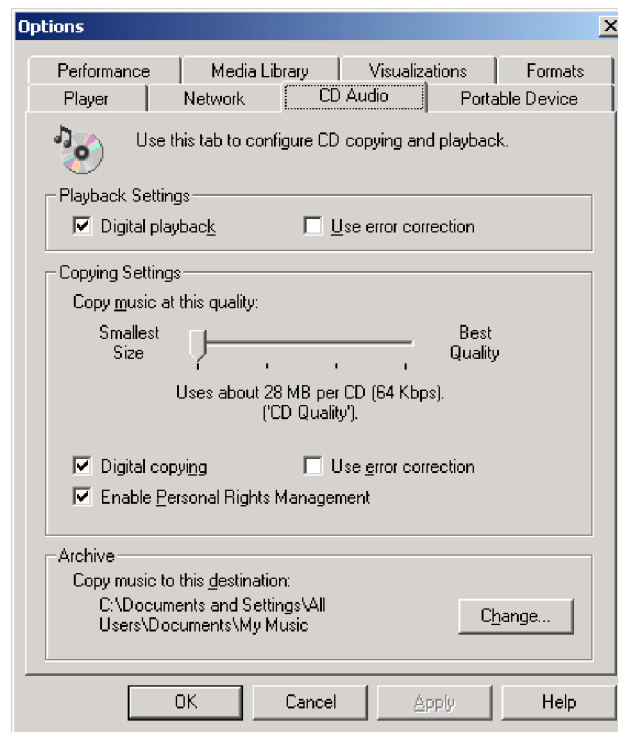 Options
Performance Media Library Visualizations Formats
Player Network CD Audio Portable Device
Use this tab to configure CD copying and playback.
Playback Settings
Digital playback Use error correction
Copying Settings
Copy music at this quality:
Smallest Size
Best Quality
Uses about 28 MB per CD (64 Kbps).
('CD Quality').
Digital copying Use error correction
Enable Personal Rights Management
Archive
Copy music to this destination:
C:\Documents and Settings\All
Users\Documents\My Music
Change...
OK Cancel Apply Help